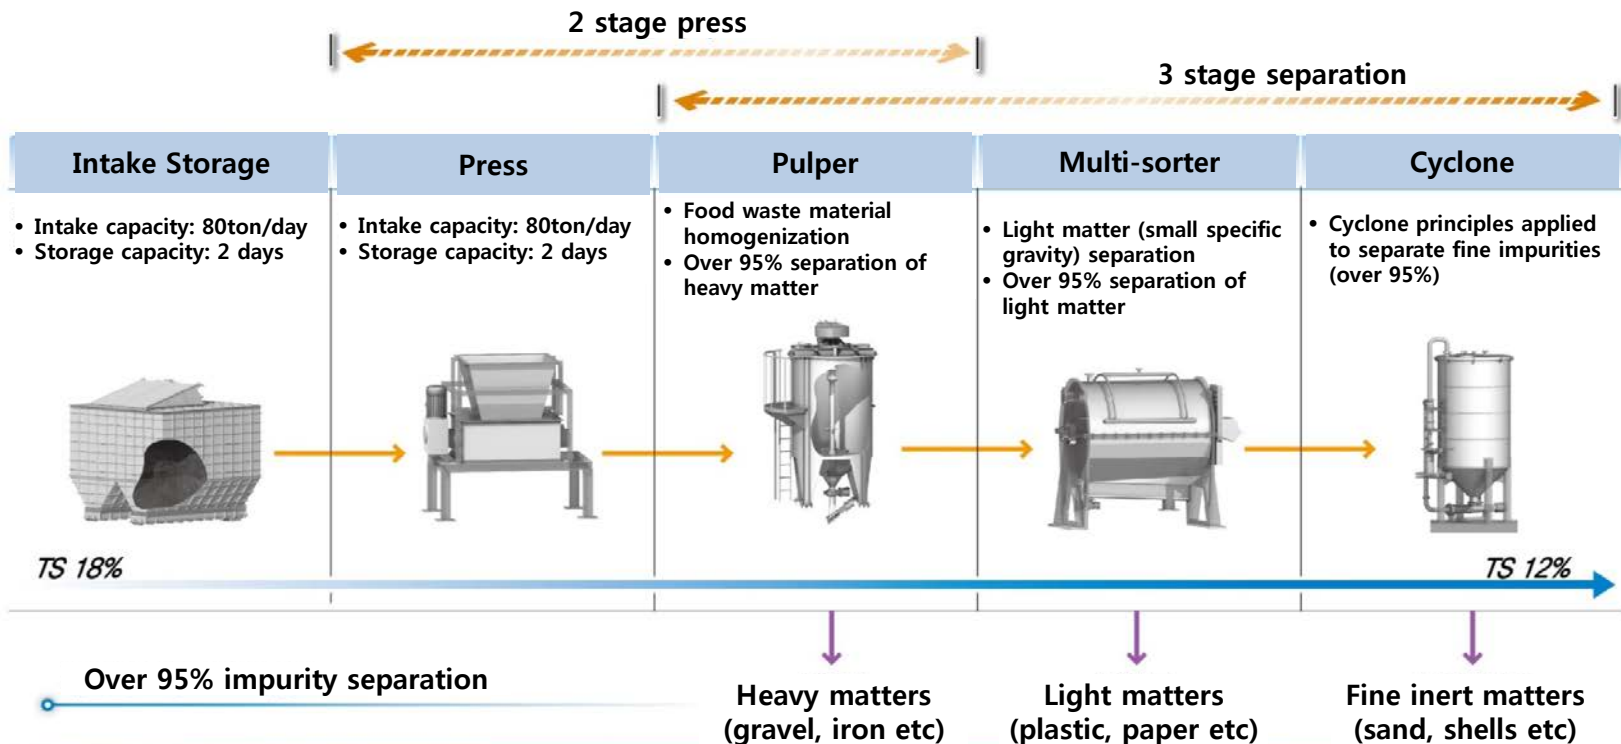 2 stage press
3 stage separation
Intake Storage
Press
Pulper
Multi-sorter
Cyclone
• Intake capacity: 80ton/day
• Storage capacity: 2 days
• Intake capacity: 80ton/day
• Storage capacity: 2 days
• Food waste material
homogenization
• Over 95% separation of
heavy matter
• Light matter (small specific
gravity) separation
• Over 95% separation of
light matter
• Cyclone principles applied
to separate fine impurities
(over 95%)
TS 18%
TS 12%
Over 95% impurity separation
Heavy matters
(gravel, iron etc)
Light matters
(plastic, paper etc)
Fine inert matters
(sand, shells etc)